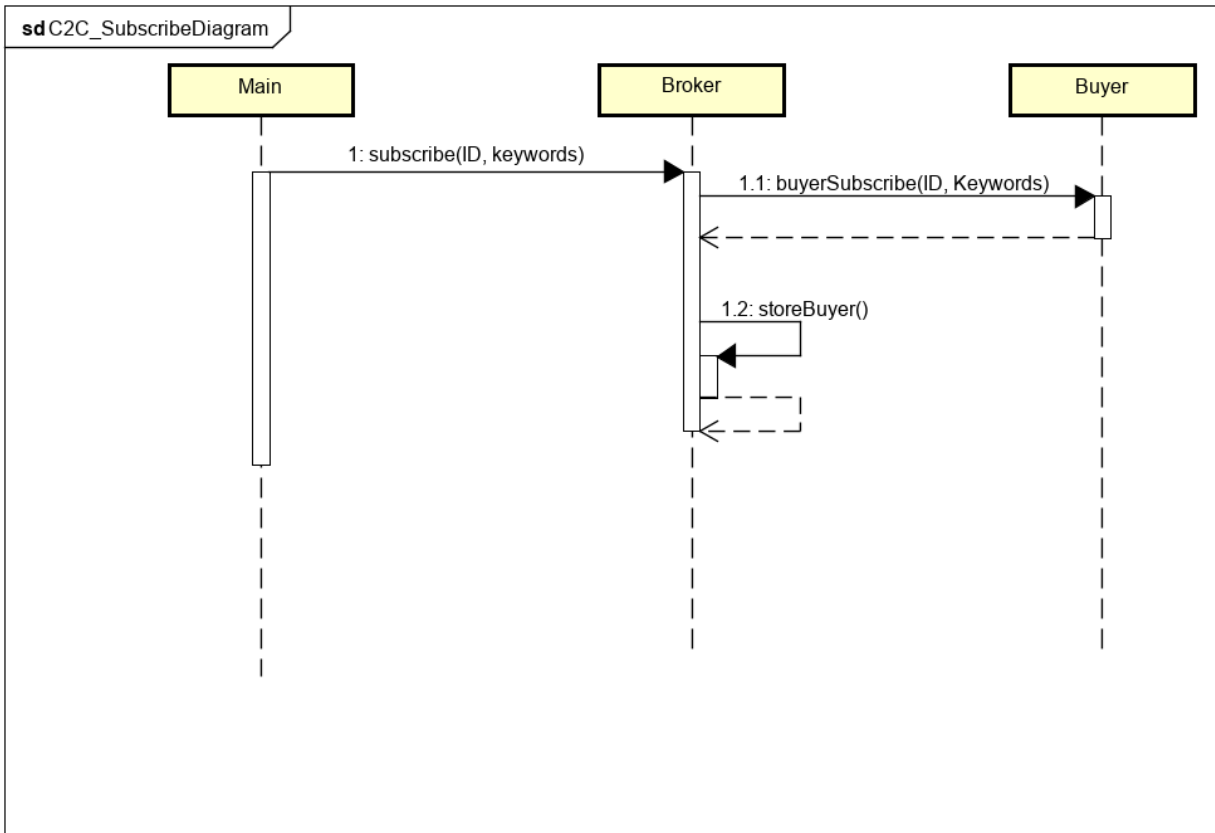 sd C2C_SubscribeDiagram
Main
Broker
Buyer
1: subscribe(ID, keywords)
1.1: buyerSubscribe(ID, Keywords)
1.2: storeBuyer()